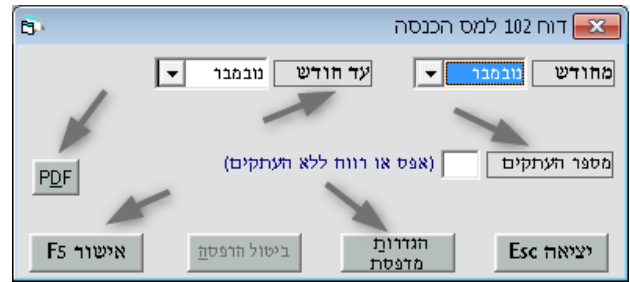 דוח 102 למס הכנסה
מחודש נובמבר עד חודש נובמבר
מספר העתקים (אפס או רווח ללא העתקים)
PDF
יציאה Esc הגדרות מדפסת ביטול הדפסה אישור F5